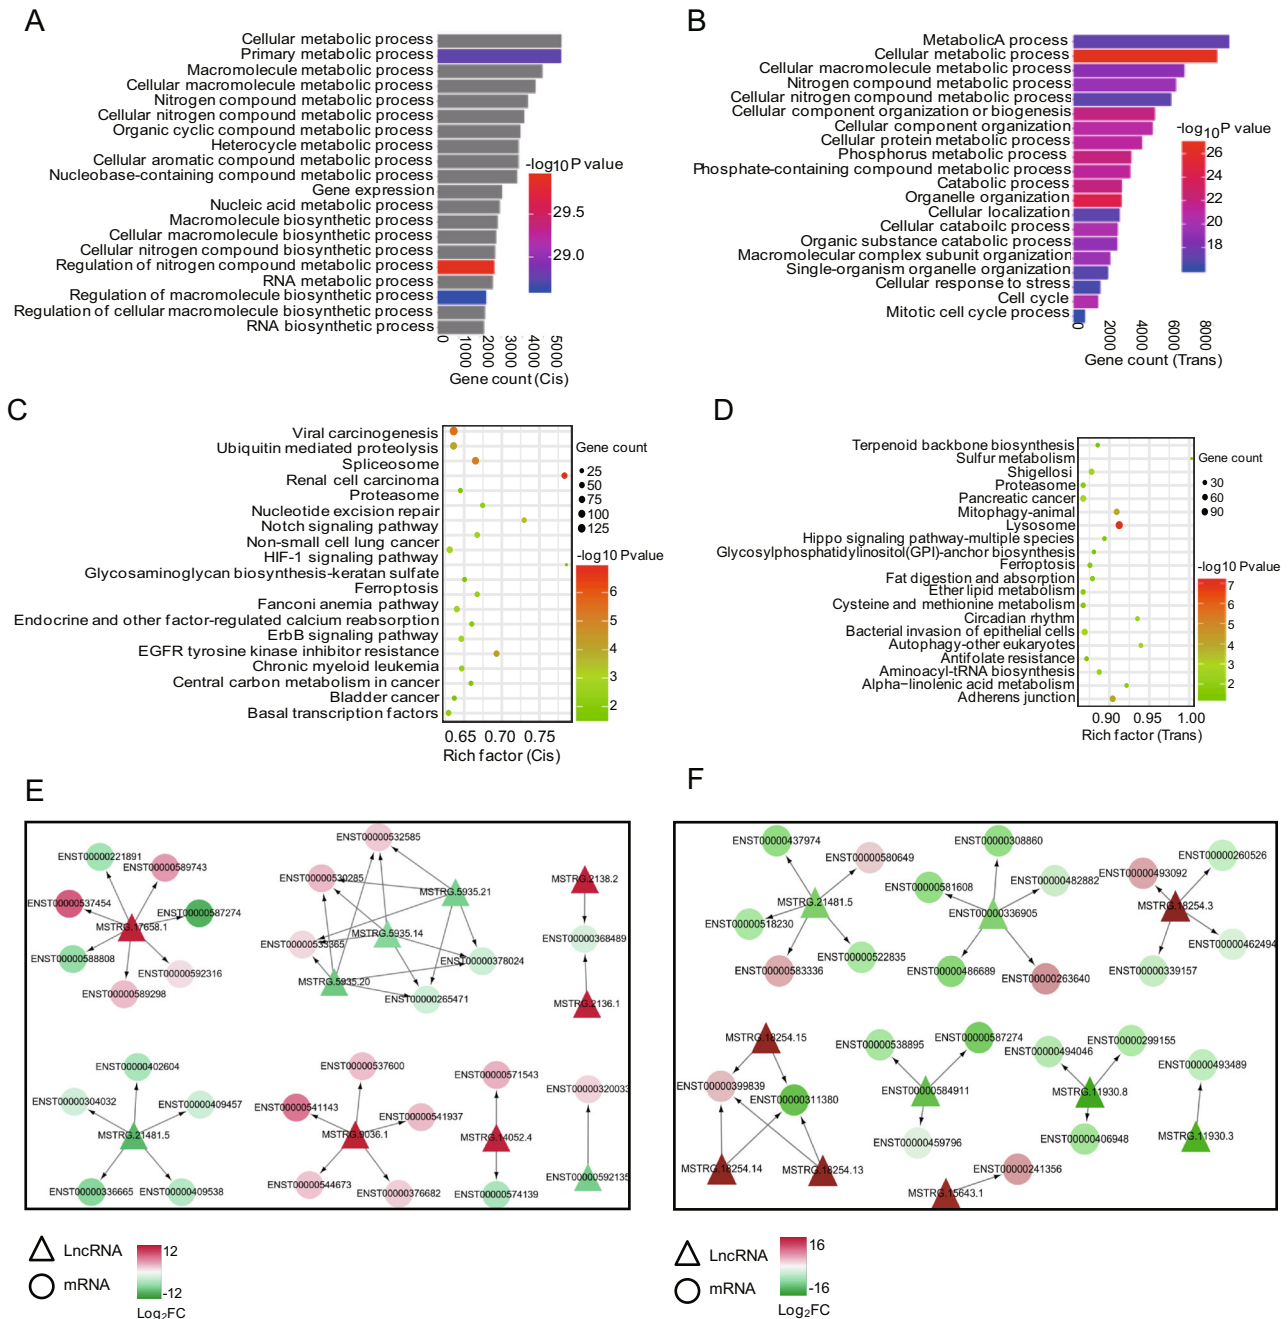 A
Cellular metabolic process
Primary metabolic process
Macromolecule metabolic process
Cellular macromolecule metabolic process
Nitrogen compound metabolic process
Cellular nitrogen compound metabolic process
Organic cyclic compound metabolic process
Heterocycle metabolic process
Cellular aromatic compound metabolic process
Nucleobase-containing compound metabolic process
Gene expression
Nucleic acid metabolic process
Macromolecule biosynthetic process
Cellular macromolecule biosynthetic process
Cellular nitrogen compound biosynthetic process
Regulation of nitrogen compound metabolic process
RNA metabolic process
Regulation of macromolecule biosynthetic process
Regulation of cellular macromolecule biosynthetic process
RNA biosynthetic process
0 1000 2000 3000 4000 5000
Gene count (Cis)
-log10 P value
29.5
29.0
B
MetabolicA process
Cellular metabolic process
Cellular macromolecule metabolic process
Nitrogen compound metabolic process
Cellular nitrogen compound metabolic process
Cellular component organization or biogenesis
Cellular component organization
Cellular protein metabolic process
Phosphorus metabolic process
Phosphate-containing compound metabolic process
Catabolic process
Organelle organization
Cellular localization
Cellular cataboilc process
Organic substance catabolic process
Macromolecular complex subunit organization
Single-organism organelle organization
Cellular response to stress
Cell cycle
Mitotic cell cycle process
0 2000 4000 6000 8000
Gene count (Trans)
-log10P value
26
24
22
20
18
C
Viral carcinogenesis
Ubiquitin mediated proteolysis
Spliceosome
Renal cell carcinoma
Proteasome
Nucleotide excision repair
Notch signaling pathway
Non-small cell lung cancer
HIF-1 signaling pathway
Glycosaminoglycan biosynthesis-keratan sulfate
Ferroptosis
Fanconi anemia pathway
Endocrine and other factor-regulated calcium reabsorption
ErbB signaling pathway
EGFR tyrosine kinase inhibitor resistance
Chronic myeloid leukemia
Central carbon metabolism in cancer
Bladder cancer
Basal transcription factors
0.65 0.70 0.75
Rich factor (Cis)
Gene count
25
50
75
100
125
-log10 Pvalue
6
5
4
3
2
D
Terpenoid backbone biosynthesis
Sulfur metabolism
Shigellosi
Proteasome
Pancreatic cancer
Mitophagy-animal
Lysosome
Hippo signaling pathway-multiple species
Glycosylphosphatidylinositol(GPI)-anchor biosynthesis
Ferroptosis
Fat digestion and absorption
Ether lipid metabolism
Cysteine and methionine metabolism
Circadian rhythm
Bacterial invasion of epithelial cells
Autophagy-other eukaryotes
Antifolate resistance
Aminoacyl-tRNA biosynthesis
Alpha-linolenic acid metabolism
Adherens junction
0.90 0.95 1.00
Rich factor (Trans)
Gene count
30
60
90
-log10 Pvalue
7
6
5
4
3
2
E
ENST00000221891
ENST00000589743
ENST00000537454
ENST00000587274
MSTRG.17658.1
ENST00000588808
ENST00000592316
ENST00000589298
ENST00000532585
ENST00000530285
MSTRG.5935.21
MSTRG.5935.14
ENST00000533365
ENST00000378024
MSTRG.5935.20
ENST00000265471
MSTRG.2138.2
ENST00000368489
MSTRG.2136.1
ENST00000402604
ENST00000304032
ENST00000409457
MSTRG.21481.5
ENST00000336665
ENST00000409538
ENST00000537600
ENST00000541143
ENST00000541937
MSTRG.9036.1
ENST00000544673
ENST00000376682
ENST00000571543
MSTRG.14052.4
ENST00000574139
ENST00000320033
ENST00000592135
LncRNA
mRNA
12
-12
Log2FC
F
ENST00000437974
ENST00000580649
MSTRG.21481.5
ENST00000518230
ENST00000522835
ENST00000583336
ENST00000308860
ENST00000581608
ENST00000482882
ENST00000336905
ENST00000486689
ENST00000263640
ENST00000260526
ENST00000493092
MSTRG.18254.3
ENST00000462494
ENST00000339157
MSTRG.18254.15
ENST00000399839
ENST00000311380
MSTRG.18254.14
MSTRG.18254.13
ENST00000538895
ENST00000587274
ENST00000584911
ENST00000459796
ENST00000299155
ENST00000494046
MSTRG.11930.8
ENST00000406948
ENST00000493489
MSTRG.11930.3
ENST00000241356
MSTRG.15643.1
LncRNA
mRNA
16
-16
Log2FC